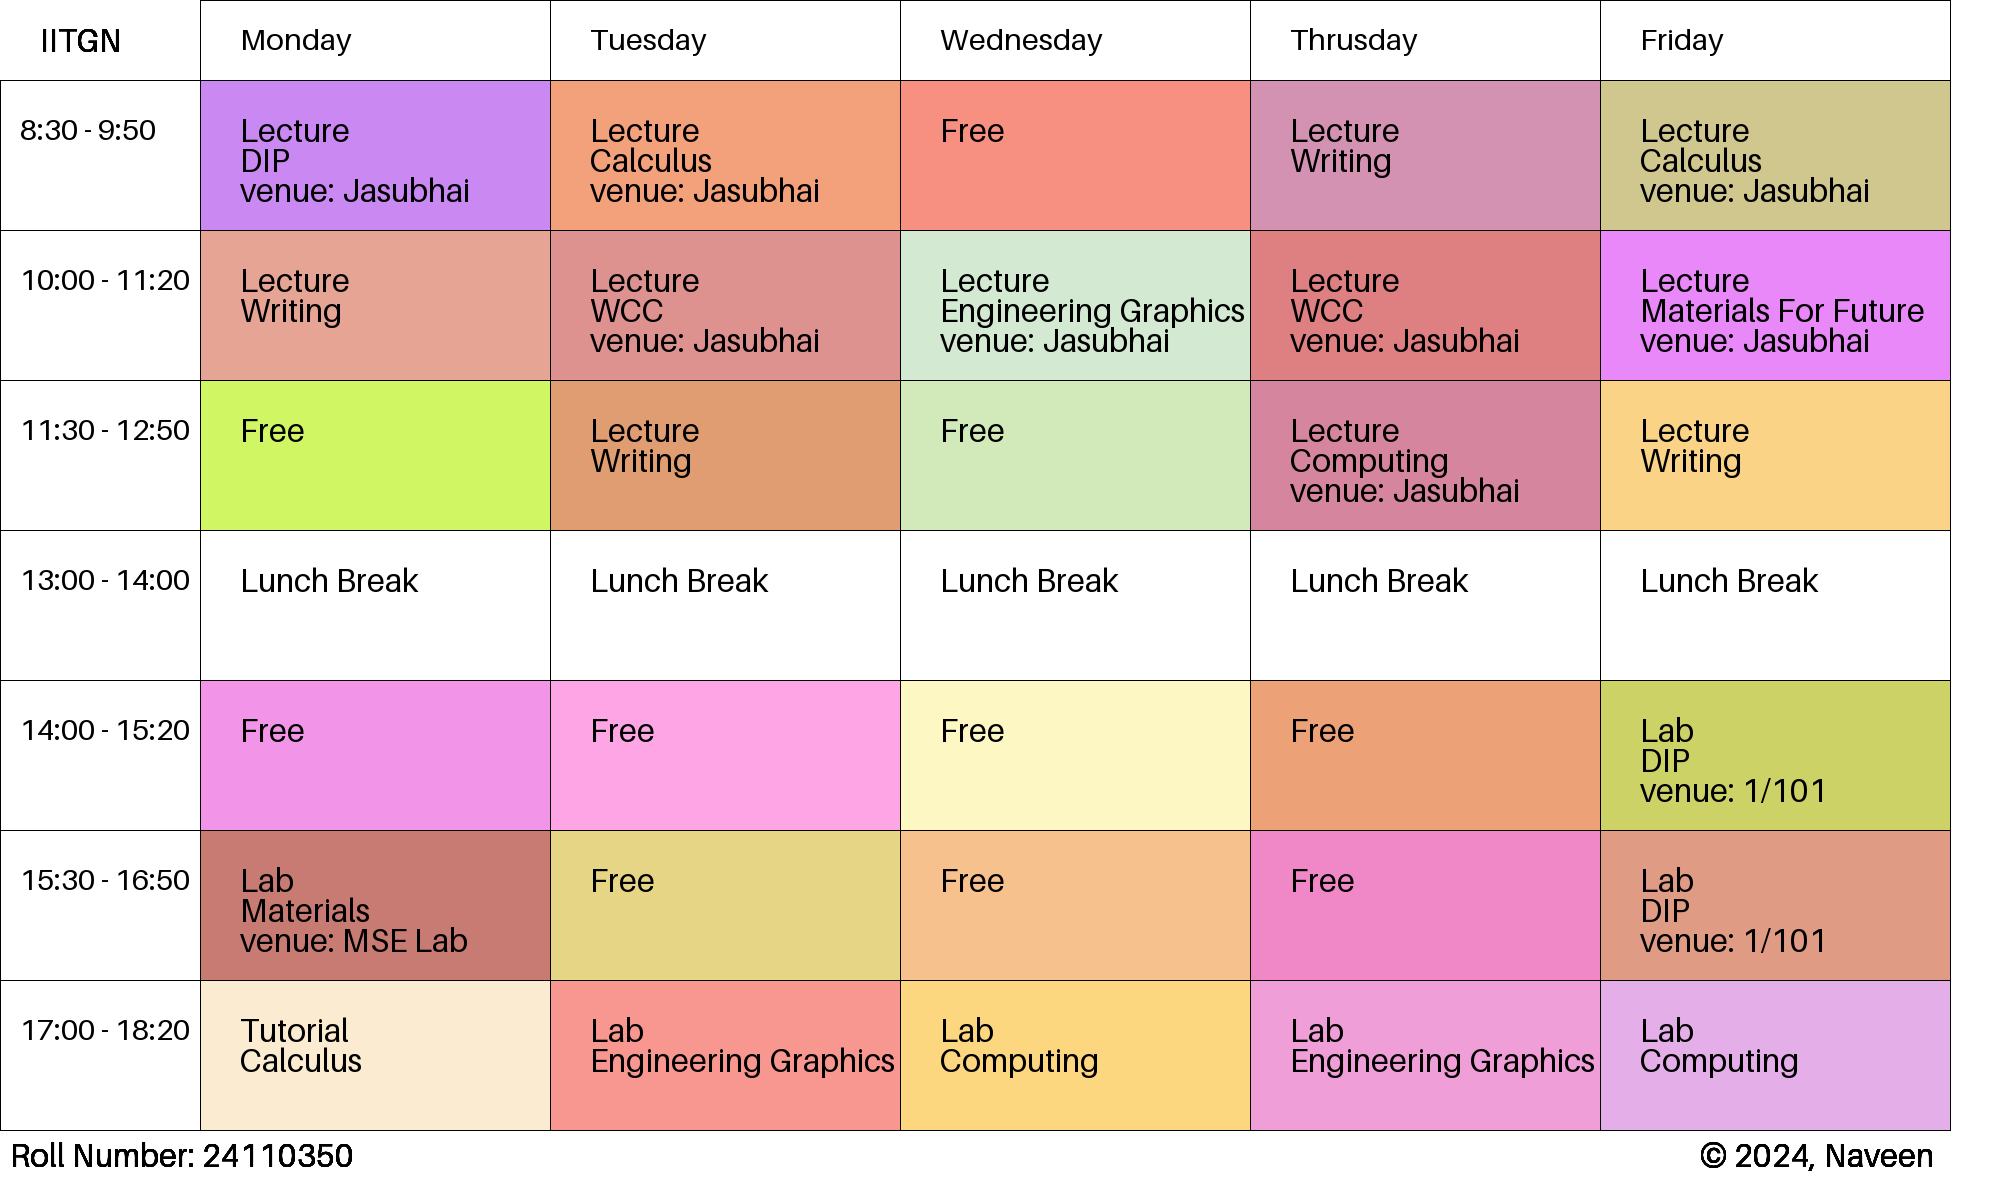 IITGN Monday Tuesday Wednesday Thrusday Friday
8:30 - 9:50
Lecture
DIP
venue: Jasubhai
Lecture
Calculus
venue: Jasubhai
Free
Lecture
Writing
Lecture
Calculus
venue: Jasubhai
10:00 - 11:20
Lecture
Writing
Lecture
WCC
venue: Jasubhai
Lecture
Engineering Graphics
venue: Jasubhai
Lecture
WCC
venue: Jasubhai
Lecture
Materials For Future
venue: Jasubhai
11:30 - 12:50
Free
Lecture
Writing
Free
Lecture
Computing
venue: Jasubhai
Lecture
Writing
13:00 - 14:00
Lunch Break
Lunch Break
Lunch Break
Lunch Break
Lunch Break
14:00 - 15:20
Free
Free
Free
Free
Lab
DIP
venue: 1/101
15:30 - 16:50
Lab
Materials
venue: MSE Lab
Free
Free
Free
Lab
DIP
venue: 1/101
17:00 - 18:20
Tutorial
Calculus
Lab
Engineering Graphics
Lab
Computing
Lab
Engineering Graphics
Lab
Computing
Roll Number: 24110350
© 2024, Naveen